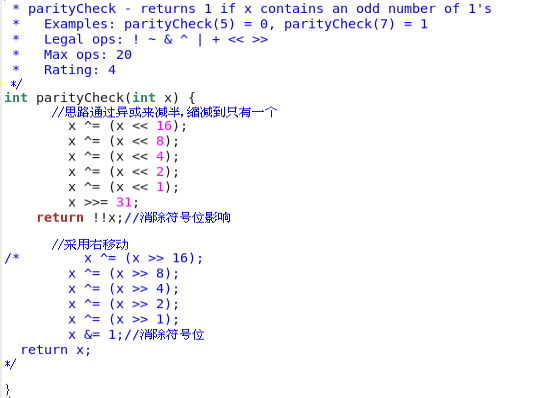 * parityCheck - returns 1 if x contains an odd number of 1's
*   Examples: parityCheck(5) = 0, parityCheck(7) = 1
*   Legal ops: ! ~ & ^ | + << >>
*   Max ops: 20
*   Rating: 4
*/
int parityCheck(int x) {
//思路通过异或来减半,缩减到只有一个
x ^= (x << 16);
x ^= (x << 8);
x ^= (x << 4);
x ^= (x << 2);
x ^= (x << 1);
x >>= 31;
return !!x;//消除符号位影响
//采用右移动
/*        x ^= (x >> 16);
x ^= (x >> 8);
x ^= (x >> 4);
x ^= (x >> 2);
x ^= (x >> 1);
x &= 1;//消除符号位
return x;
*/
}